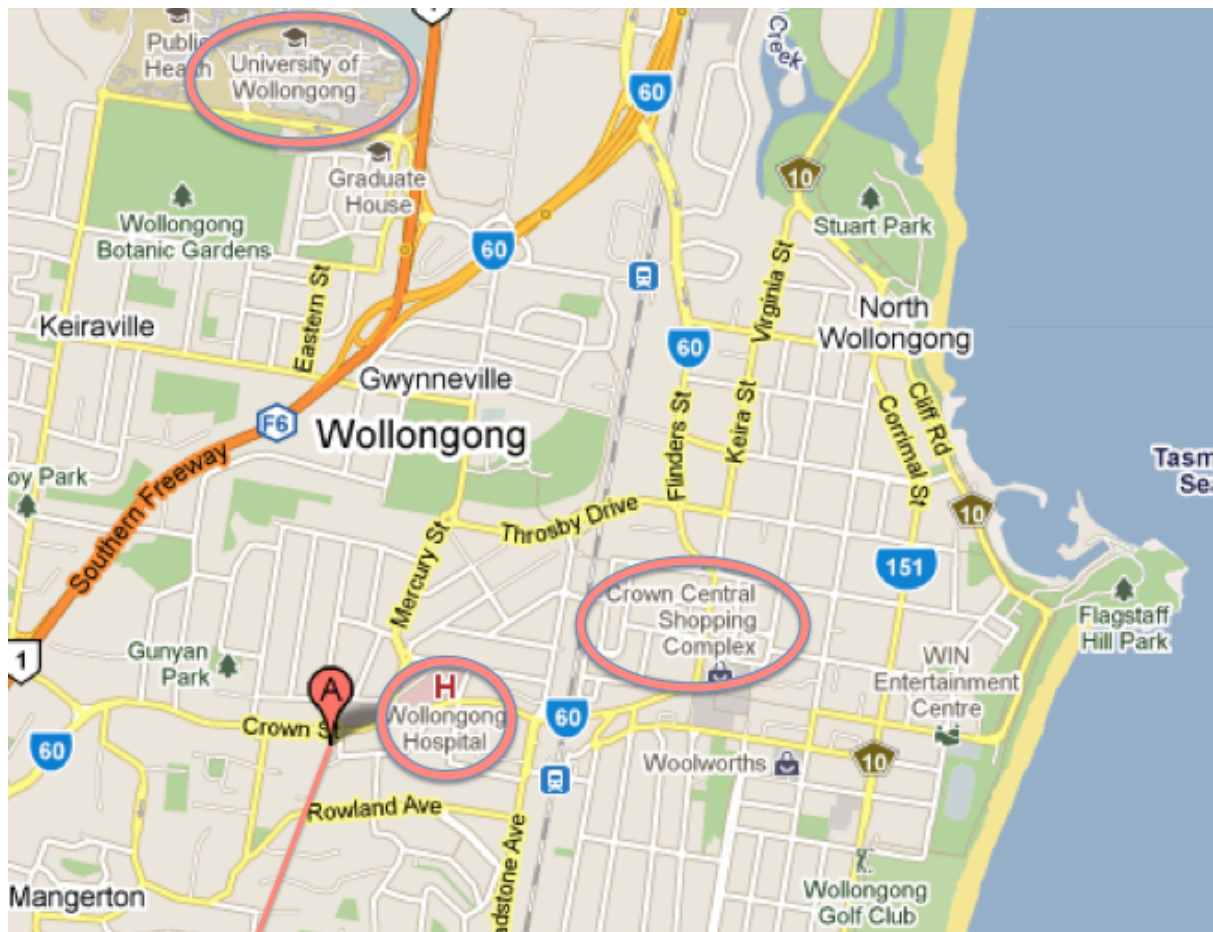 1
Public
Health
University of
Wollongong
Creek
60
Graduate
House
10
Wollongong
Botanic Gardens
60
Stuart Park
Virginia St
Eastern St
Keiraville
North
Wollongong
60
Gwynneville
F6
Wollongong
Flinders St
Keira St
Corrimal St
Cliff Rd
Tasm
Sea
oy Park
Southern Freeway
Throsby Drive
10
Mercury St
151
Crown Central
Shopping
Complex
Flagstaff
Hill Park
1
Gunyan
Park
A
H
Wollongong
Hospital
WIN
Entertainment
Centre
Crown St
60
60
Woolworths
10
Rowland Ave
adstone Ave
Mangerton
Wollongong
Golf Club